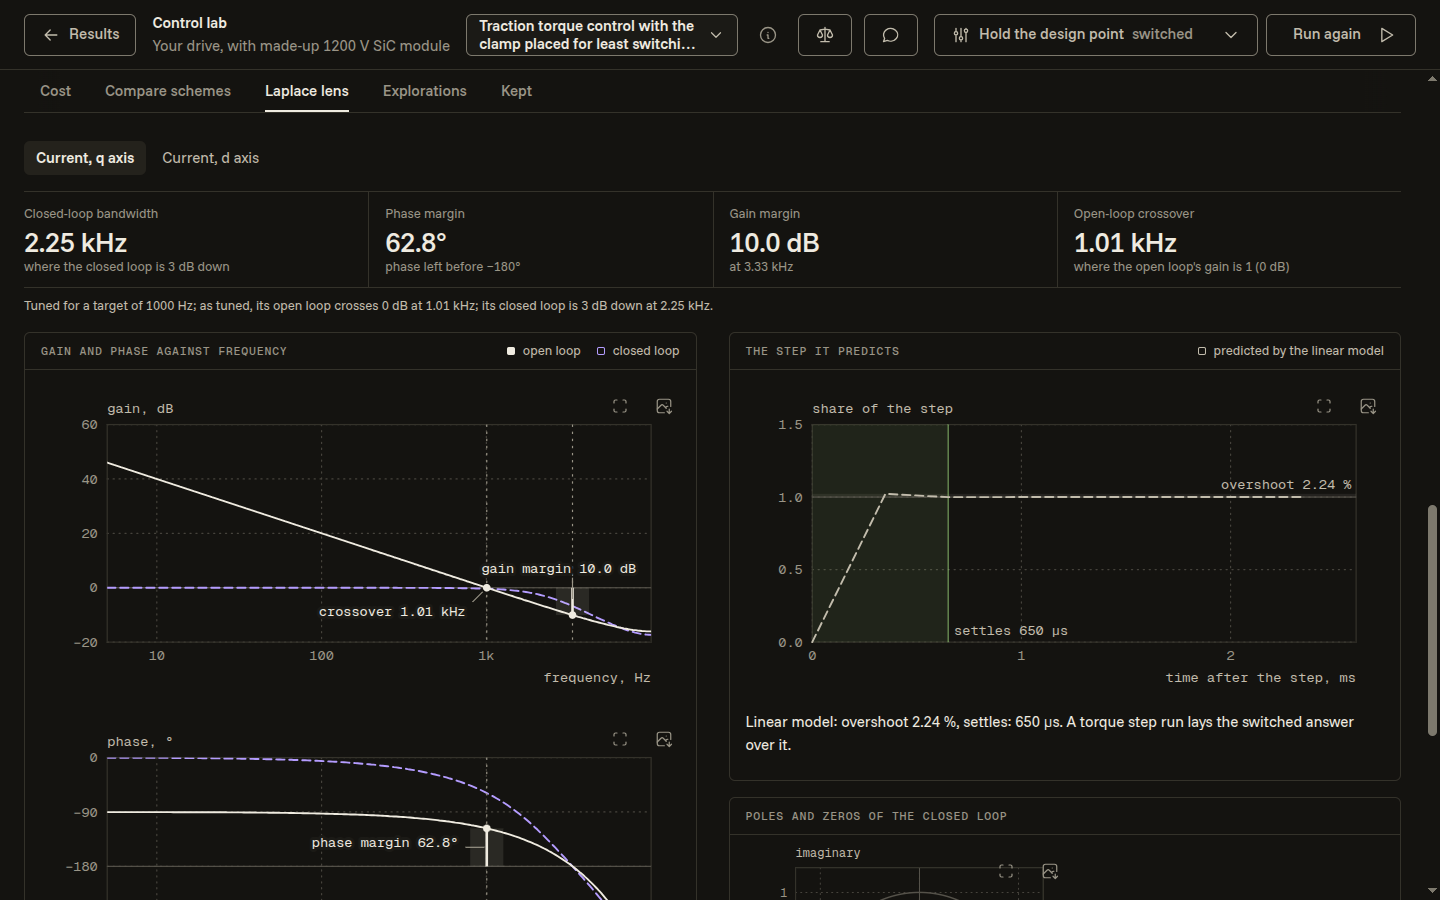 Results
Control lab
Your drive, with made-up 1200 V SiC module
Traction torque control with the
clamp placed for least switchi...
Hold the design point switched
Run again
Cost
Compare schemes
Laplace lens
Explorations
Kept
Current, q axis
Current, d axis
Closed-loop bandwidth
2.25 kHz
where the closed loop is 3 dB down
Phase margin
62.8°
phase left before −180°
Gain margin
10.0 dB
at 3.33 kHz
Open-loop crossover
1.01 kHz
where the open loop's gain is 1 (0 dB)
Tuned for a target of 1000 Hz; as tuned, its open loop crosses 0 dB at 1.01 kHz; its closed loop is 3 dB down at 2.25 kHz.
GAIN AND PHASE AGAINST FREQUENCY
open loop
closed loop
gain, dB
60
40
20
0
−20
gain margin 10.0 dB
crossover 1.01 kHz
10
100
1k
frequency, Hz
phase, °
0
−90
−180
phase margin 62.8°
THE STEP IT PREDICTS
predicted by the linear model
share of the step
1.5
1.0
0.5
0.0
overshoot 2.24 %
settles 650 µs
0
1
2
time after the step, ms
Linear model: overshoot 2.24 %, settles: 650 µs. A torque step run lays the switched answer
over it.
POLES AND ZEROS OF THE CLOSED LOOP
imaginary
1